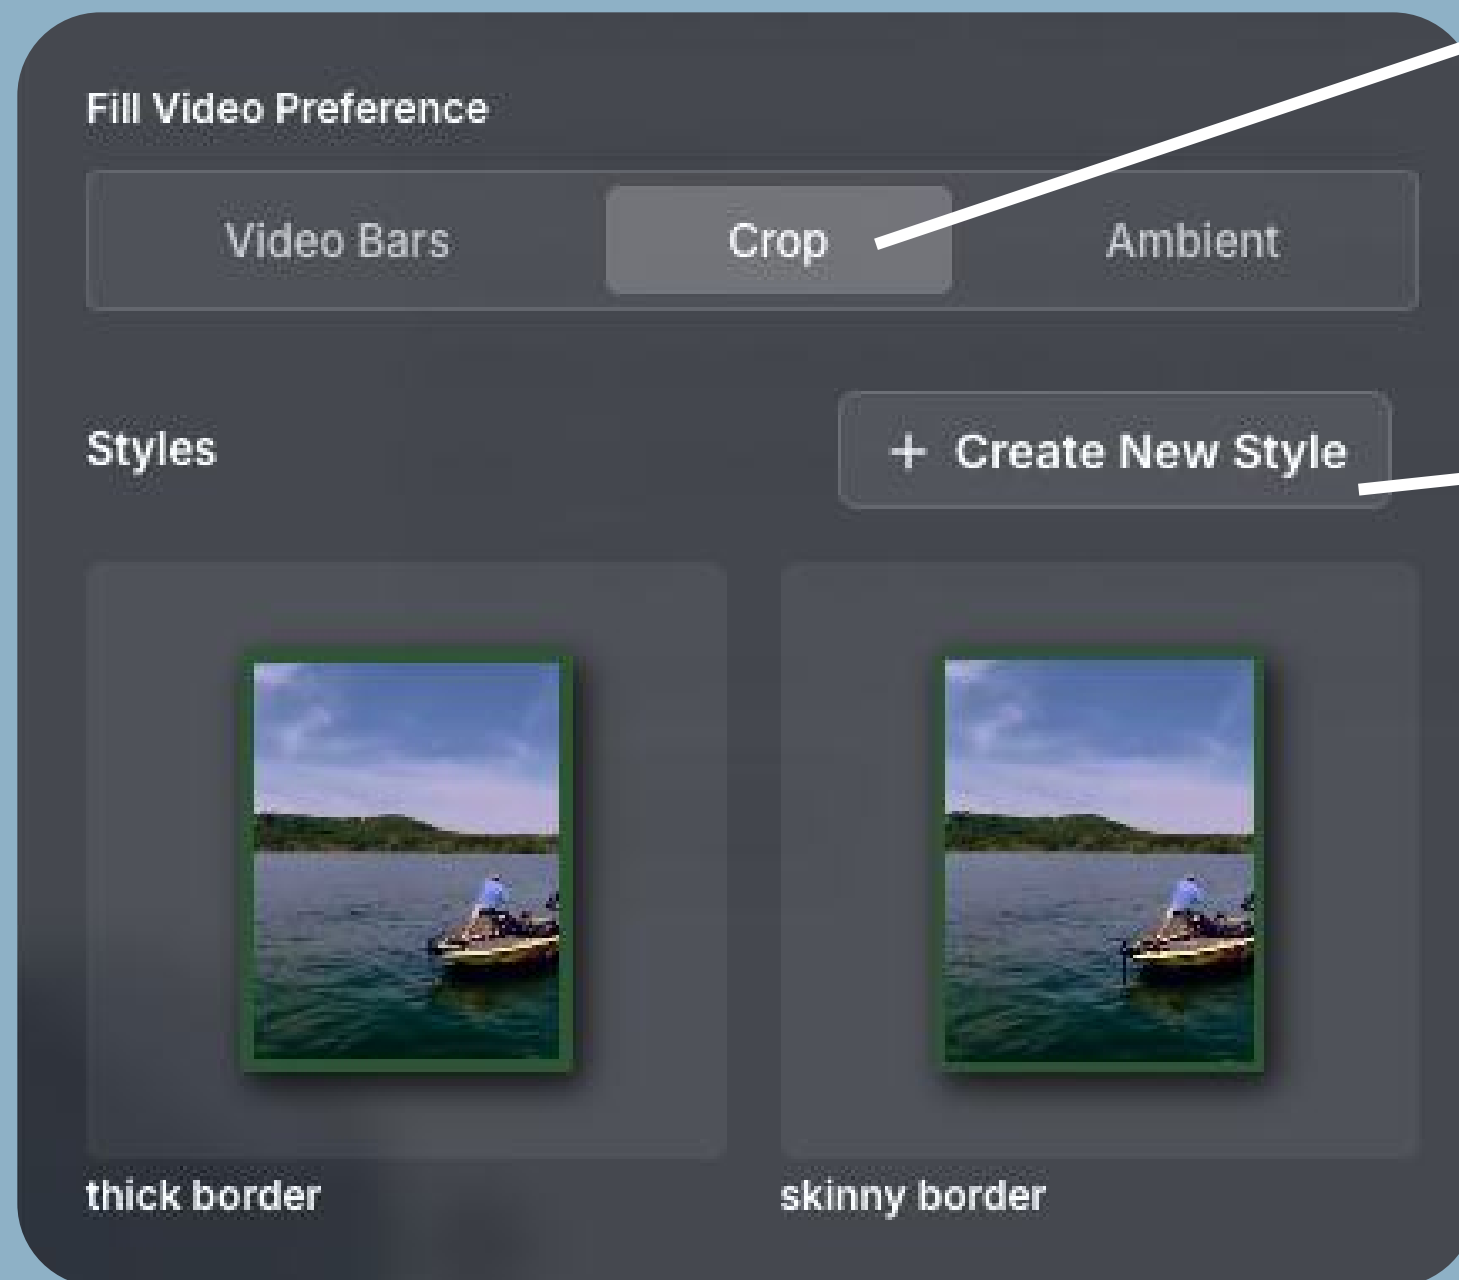 Fill Video Preference
Video Bars Crop Ambient
Styles
+ Create New Style
thick border
skinny border